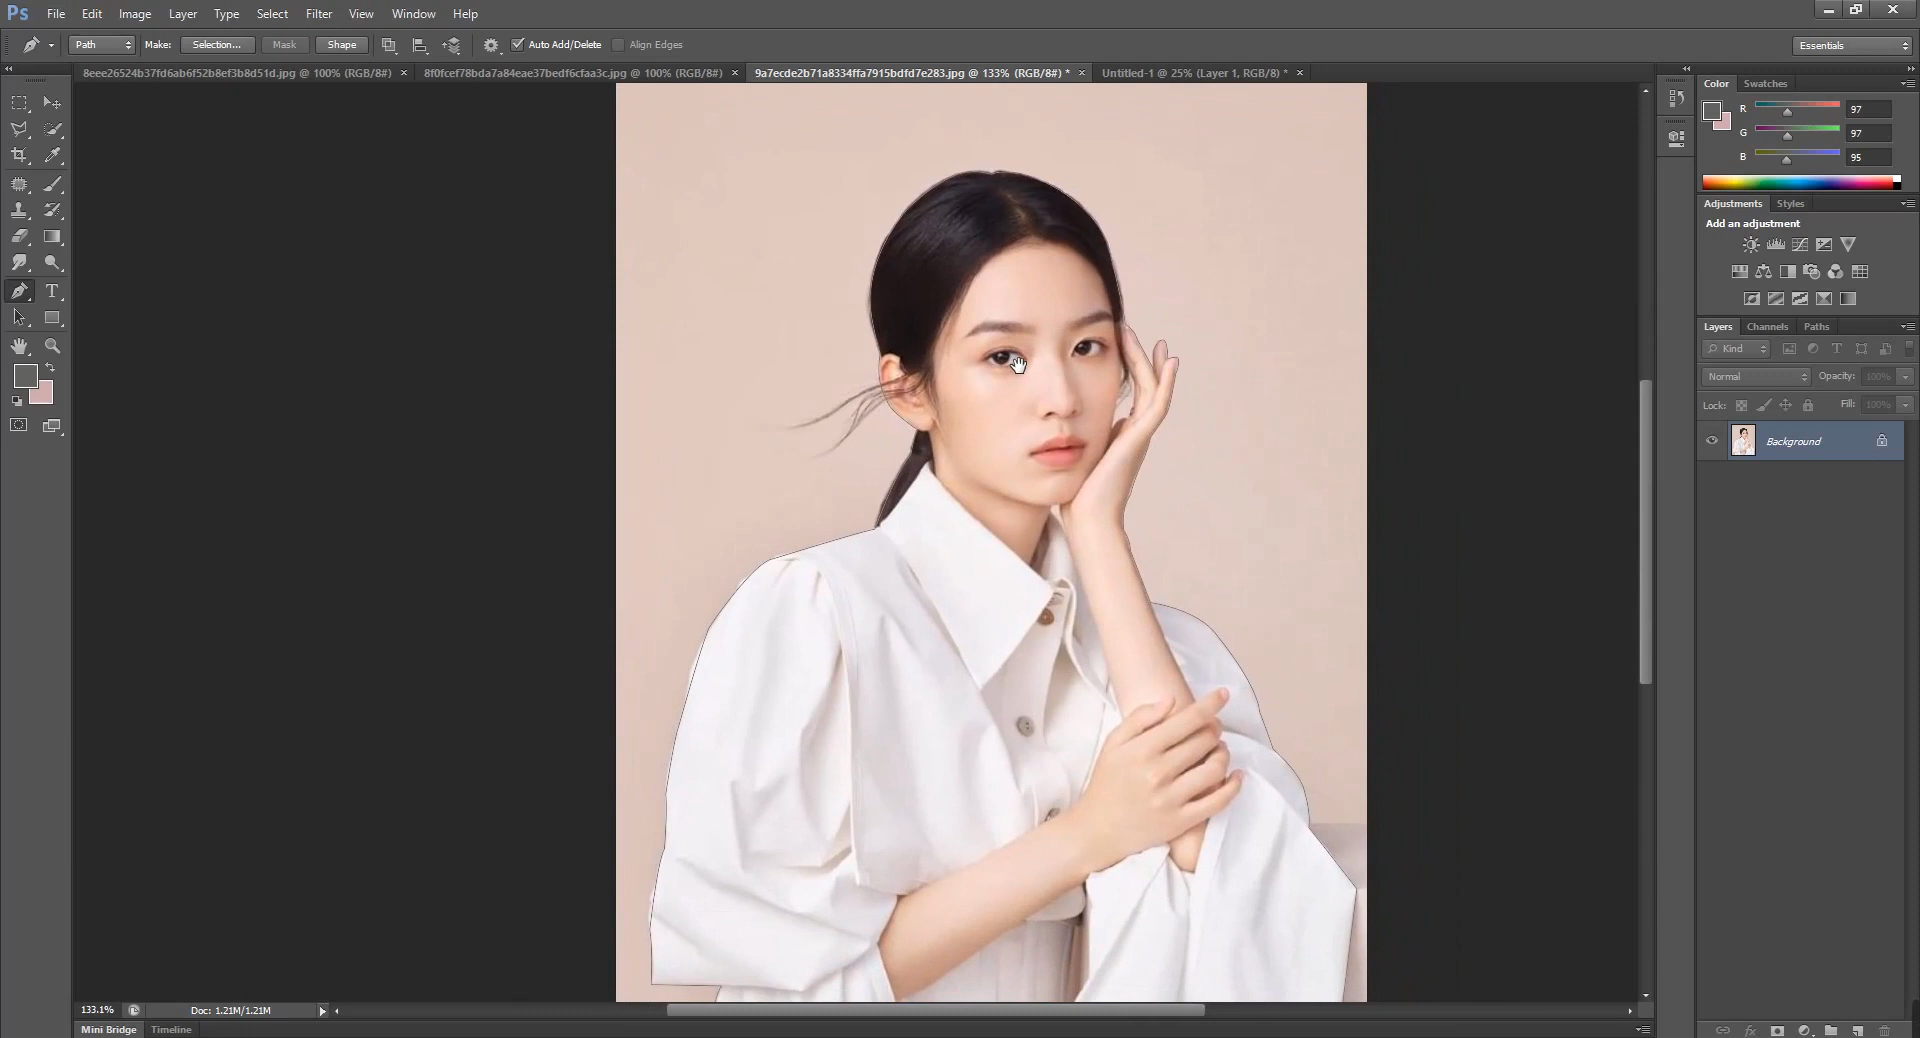 Ps File Edit Image Layer Type Select Filter View Window Help
Path Make: Selection... Mask Shape Auto Add/Delete Align Edges Essentials
8eee26524b37fd6ab6f52b8ef3b8d51d.jpg @ 100% (RGB/8#) × 8f0fcef78bda7a84eae37bedf6cfaa3c.jpg @ 100% (RGB/8#) × 9a7ecde2b71a8334ffa7915bdfd7e283.jpg @ 133% (RGB/8#) * × Untitled-1 @ 25% (Layer 1, RGB/8) * ×
Color Swatches
R 97
G 97
B 95
Adjustments Styles
Add an adjustment
Layers Channels Paths
Kind
Normal Opacity: 100%
Lock: Fill: 100%
Background
133.1% Doc: 1.21M/1.21M
Mini Bridge Timeline